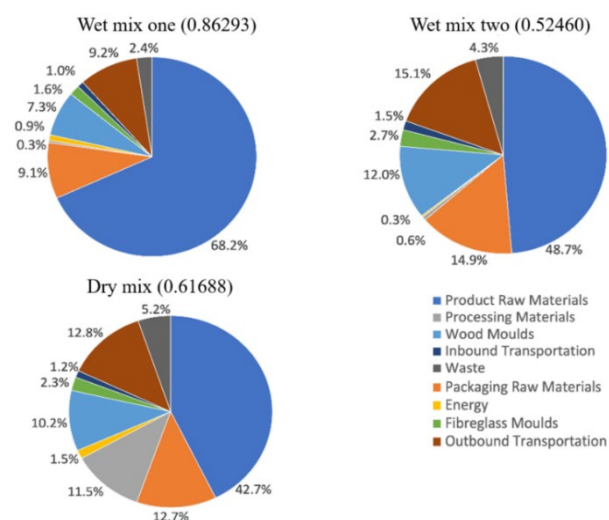 Wet mix one (0.86293)
2.4%
9.2%
1.0%
1.6%
7.3%
0.9%
0.3%
9.1%
68.2%
Wet mix two (0.52460)
4.3%
15.1%
1.5%
2.7%
12.0%
0.3%
0.6%
14.9%
48.7%
Dry mix (0.61688)
5.2%
12.8%
1.2%
2.3%
10.2%
1.5%
11.5%
12.7%
42.7%
Product Raw Materials
Processing Materials
Wood Moulds
Inbound Transportation
Waste
Packaging Raw Materials
Energy
Fibreglass Moulds
Outbound Transportation